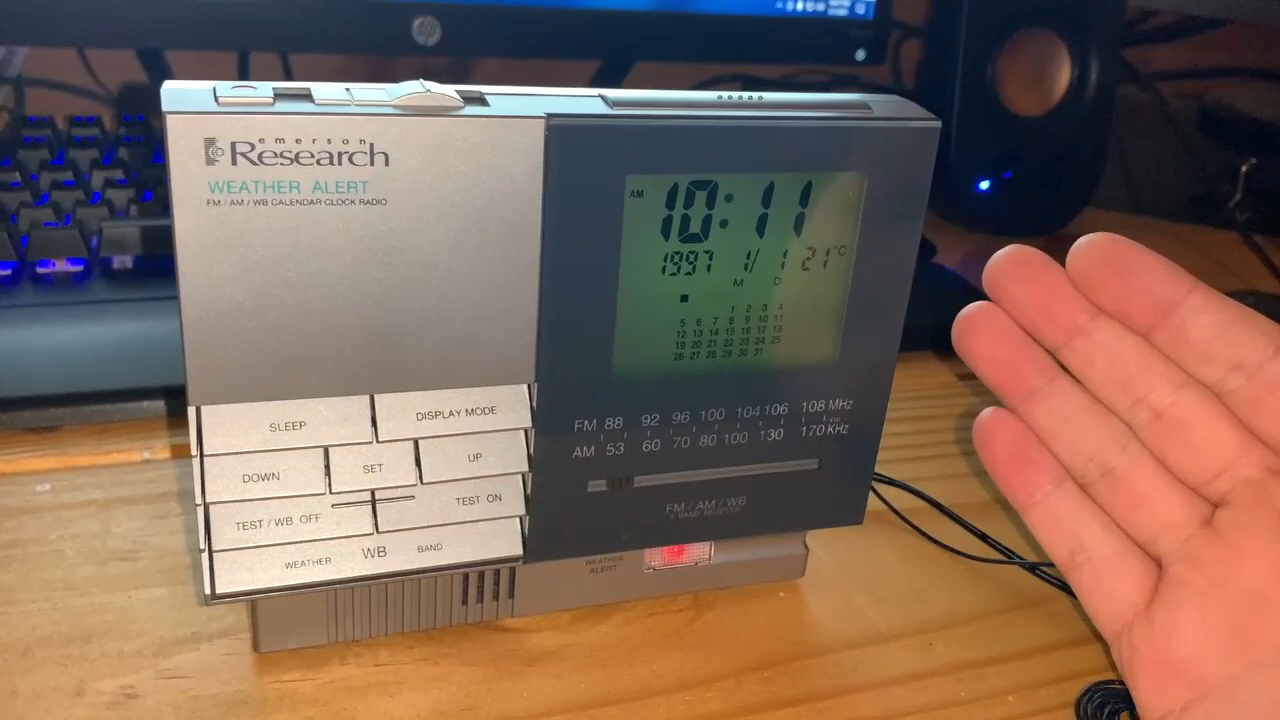 hp
emerson
Research
WEATHER ALERT
FM / AM / WB CALENDAR CLOCK RADIO
AM 10:11
1997 1/ 1 21°C
M D
1 2 3 4
5 6 7 8 9 10 11
12 13 14 15 16 17 18
19 20 21 22 23 24 25
26 27 28 29 30 31
SLEEP
DISPLAY MODE
DOWN
SET
UP
TEST / WB OFF
TEST ON
WEATHER WB BAND
FM 88 92 96 100 104 106 108 MHz
AM 53 60 70 80 100 130 170 KHz
FM / AM / WB
3 BAND RECEIVER
WEATHER
ALERT